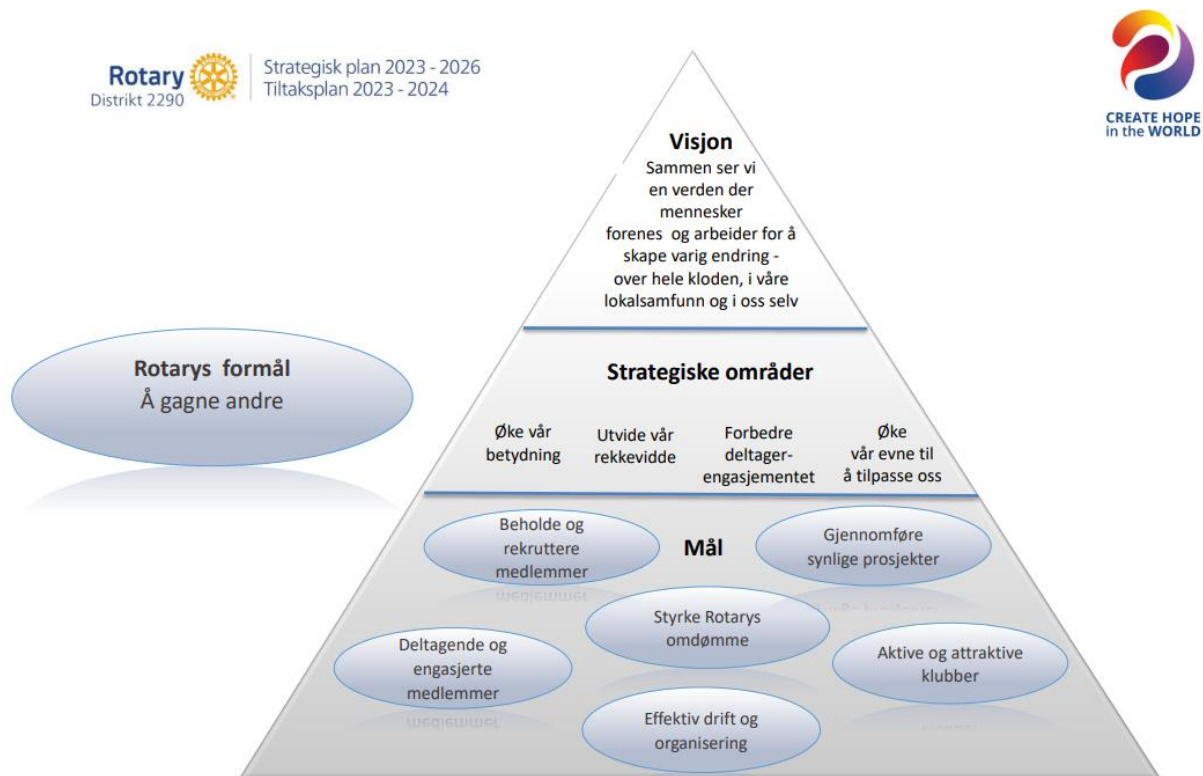 Rotary
Distrikt 2290
Strategisk plan 2023 - 2026
Tiltaksplan 2023 - 2024
CREATE HOPE
in the WORLD
Visjon
Sammen ser vi
en verden der
mennesker
forenes og arbeider for å
skape varig endring -
over hele kloden, i våre
lokalsamfunn og i oss selv
Rotarys formål
Å gagne andre
Strategiske områder
Øke vår
betydning
Utvide vår
rekkevidde
Forbedre
deltager-
engasjementet
Øke
vår evne til
å tilpasse oss
Mål
Beholde og
rekruttere
medlemmer
Gjennomføre
synlige prosjekter
Styrke Rotarys
omdømme
Deltagende og
engasjerte
medlemmer
Aktive og attraktive
klubber
Effektiv drift og
organisering